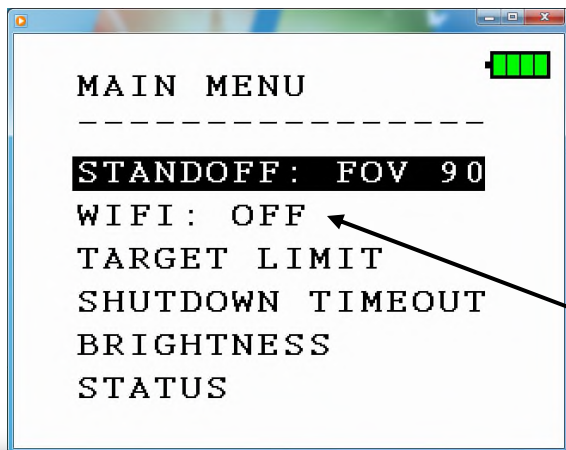 MAIN MENU
----------------
STANDOFF: FOV 90
WIFI: OFF
TARGET LIMIT
SHUTDOWN TIMEOUT
BRIGHTNESS
STATUS